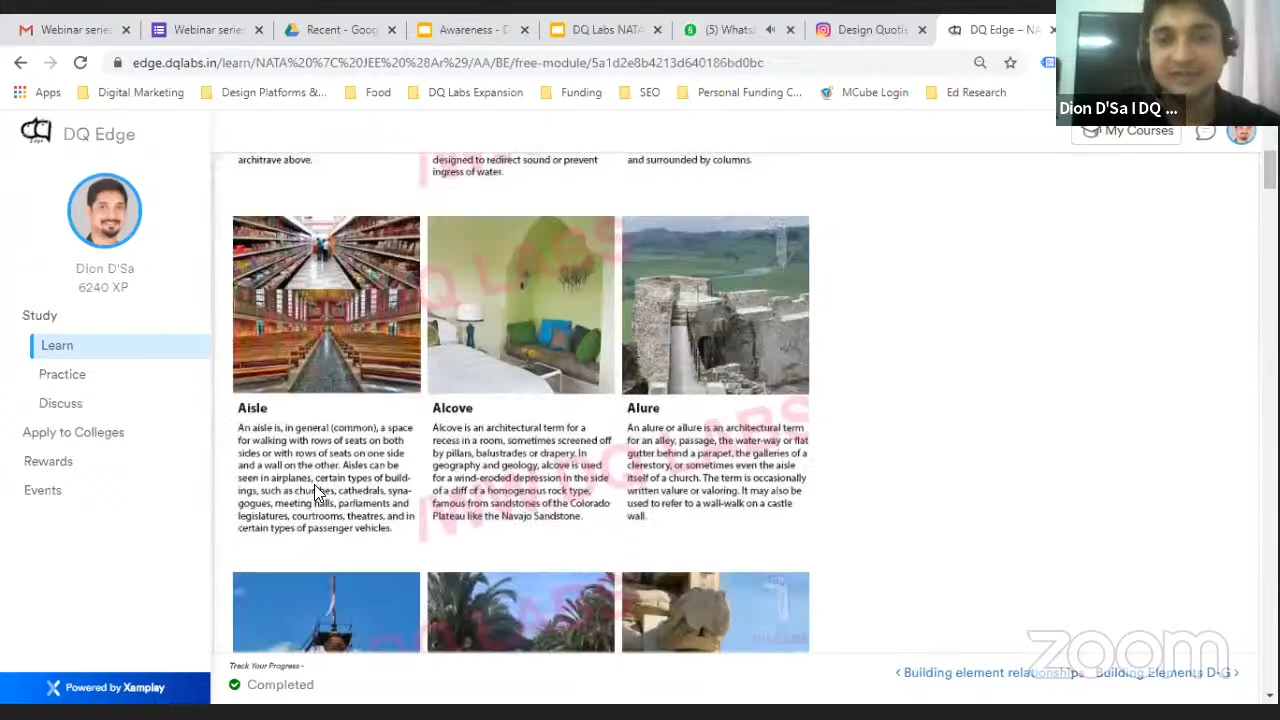 Webinar serie
Webinar serie
Recent - Goog
Awareness - D
DQ Labs NATA
(5) Whats
Design Quoti
DQ Edge – N
edge.dqlabs.in/learn/NATA%20%7C%20JEE%20%28Ar%29/AA/BE/free-module/5a1d2e8b4213d640186bd0bc
Apps
Digital Marketing
Design Platforms &...
Food
DQ Labs Expansion
Funding
SEO
Personal Funding C...
MCube Login
Ed Research
Dion D'Sa I DQ ...
DQ Edge
My Courses
Dion D'Sa
6240 XP
Study
Learn
Practice
Discuss
Apply to Colleges
Rewards
Events
Powered by Xamplay
architrave above.
designed to redirect sound or prevent
ingress of water.
and surrounded by columns.
Aisle
An aisle is, in general (common), a space
for walking with rows of seats on both
sides or with rows of seats on one side
and a wall on the other. Aisles can be
seen in airplanes, certain types of build-
ings, such as churches, cathedrals, syna-
gogues, meeting halls, parliaments and
legislatures, courtrooms, theatres, and in
certain types of passenger vehicles.
Alcove
Alcove is an architectural term for a
recess in a room, sometimes screened off
by pillars, balustrades or drapery. In
geography and geology, alcove is used
for a wind-eroded depression in the side
of a cliff of a homogenous rock type,
famous from sandstones of the Colorado
Plateau like the Navajo Sandstone.
Alure
An alure or allure is an architectural term
for an alley, passage, the water-way or flat
gutter behind a parapet, the galleries of a
clerestory, or sometimes even the aisle
itself of a church. The term is occasionally
written valure or valoring. It may also be
used to refer to a wall-walk on a castle
wall.
DQ LABS
DQ LABS
DQ LABS
Track Your Progress -
Completed
< Building element relationships
Building Elements D-G >
zoom